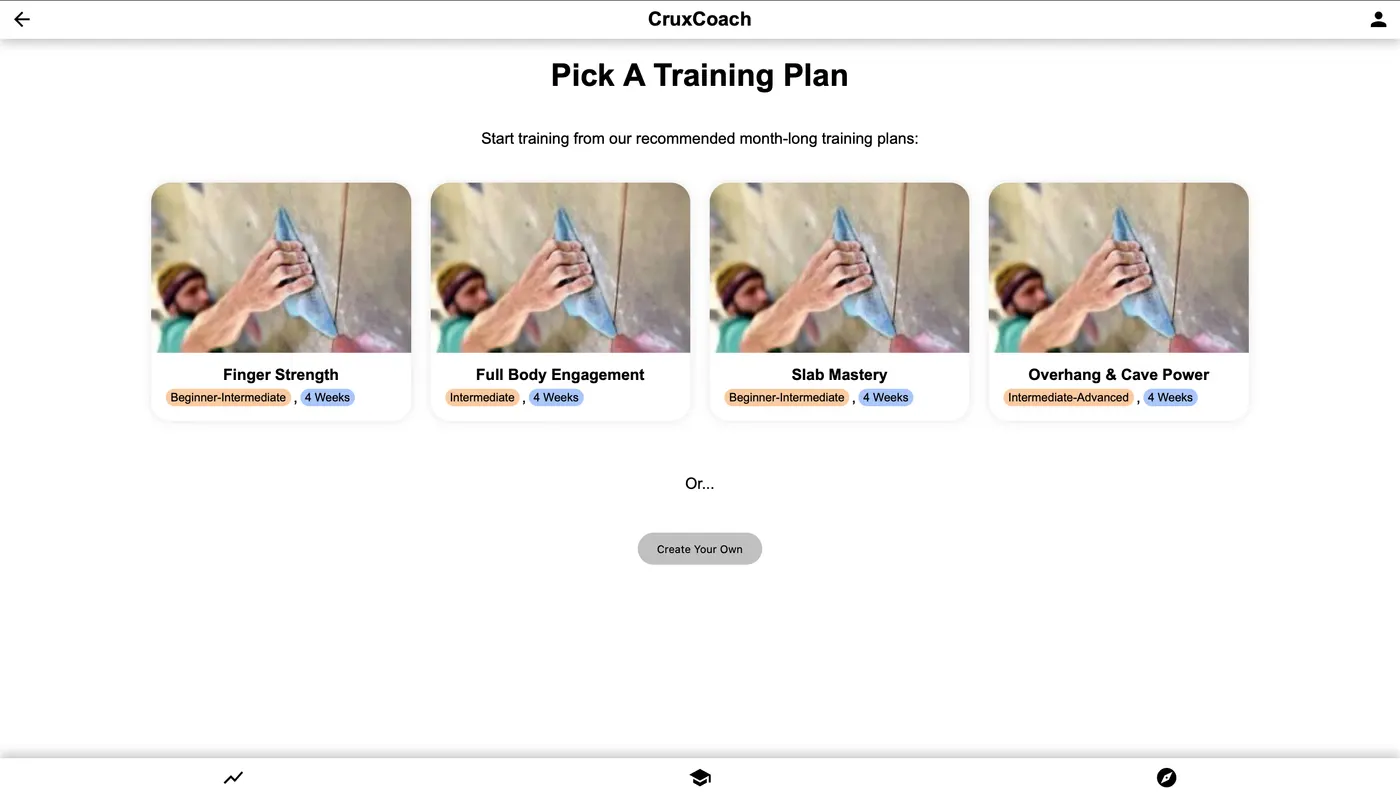 CruxCoach
Pick A Training Plan
Start training from our recommended month-long training plans:
Finger Strength
Beginner-Intermediate , 4 Weeks
Full Body Engagement
Intermediate , 4 Weeks
Slab Mastery
Beginner-Intermediate , 4 Weeks
Overhang & Cave Power
Intermediate-Advanced , 4 Weeks
Or...
Create Your Own